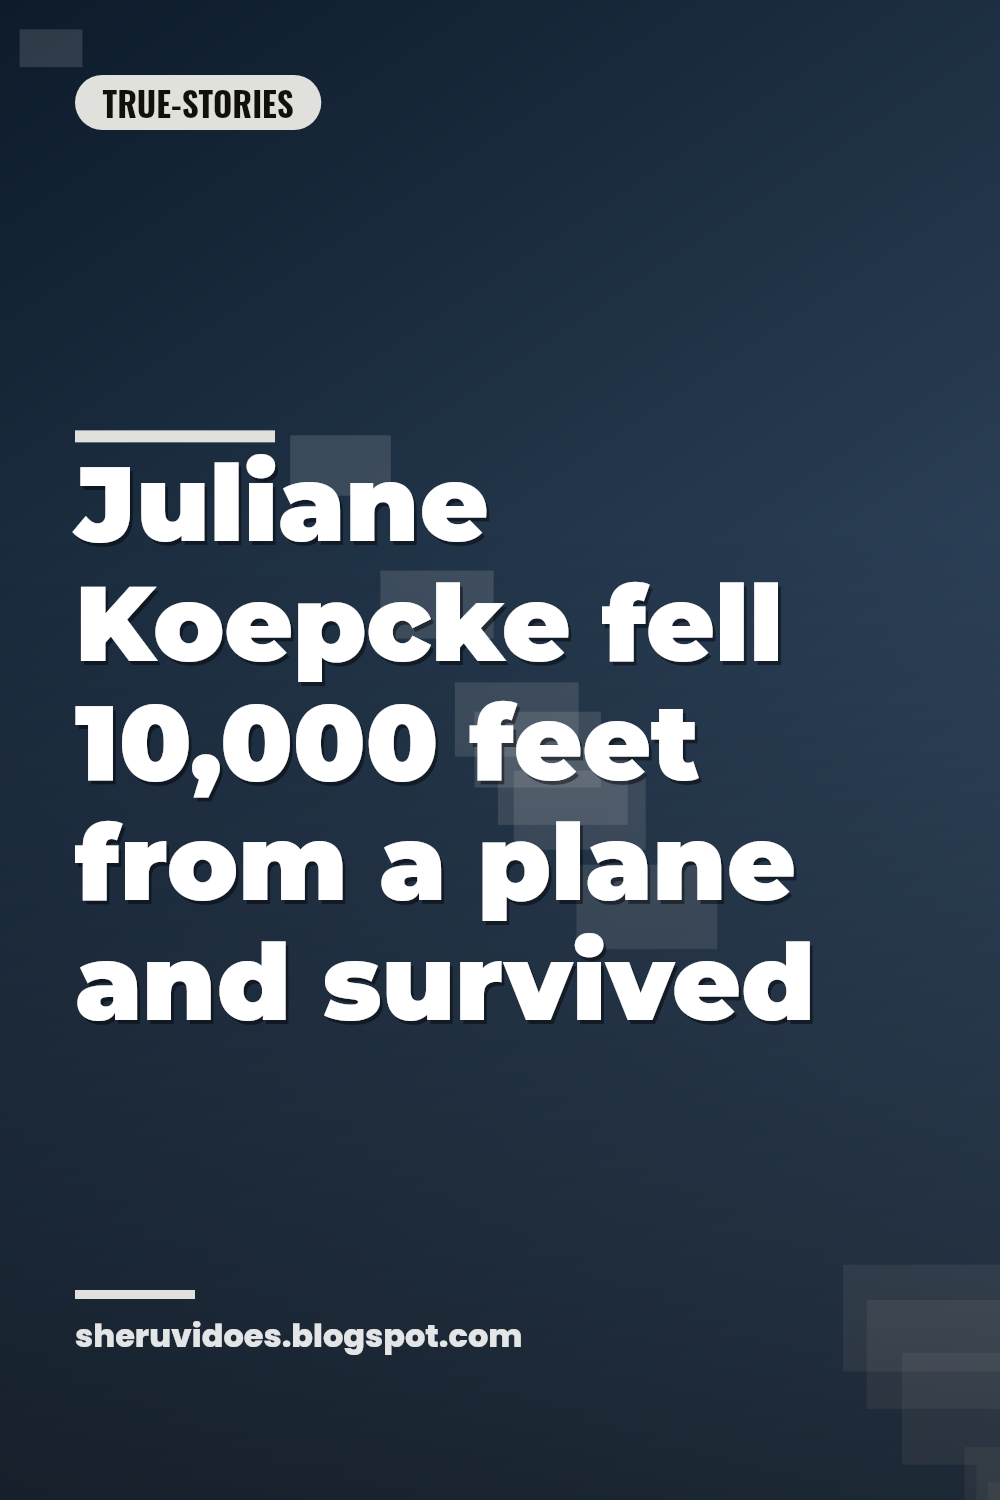 TRUE-STORIES
Juliane
Koepcke fell
10,000 feet
from a plane
and survived
sheruvidoes.blogspot.com